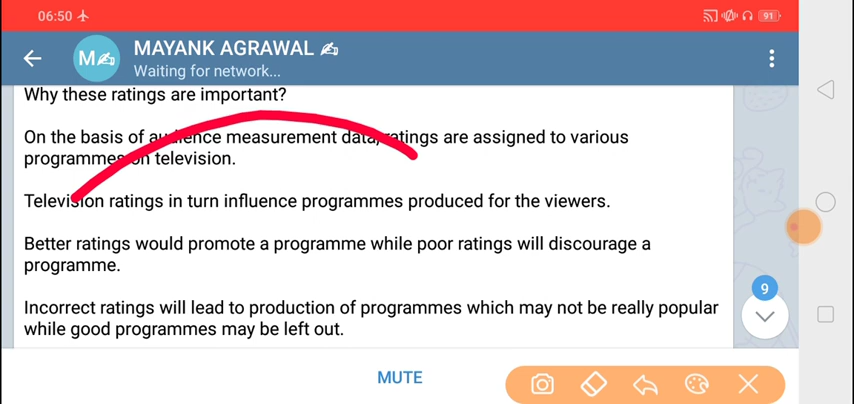 06:50
91
MAYANK AGRAWAL ✍
M✍
Waiting for network...
Why these ratings are important?
On the basis of audience measurement data, ratings are assigned to various
programmes on television.
Television ratings in turn influence programmes produced for the viewers.
Better ratings would promote a programme while poor ratings will discourage a
programme.
Incorrect ratings will lead to production of programmes which may not be really popular
while good programmes may be left out.
9
MUTE